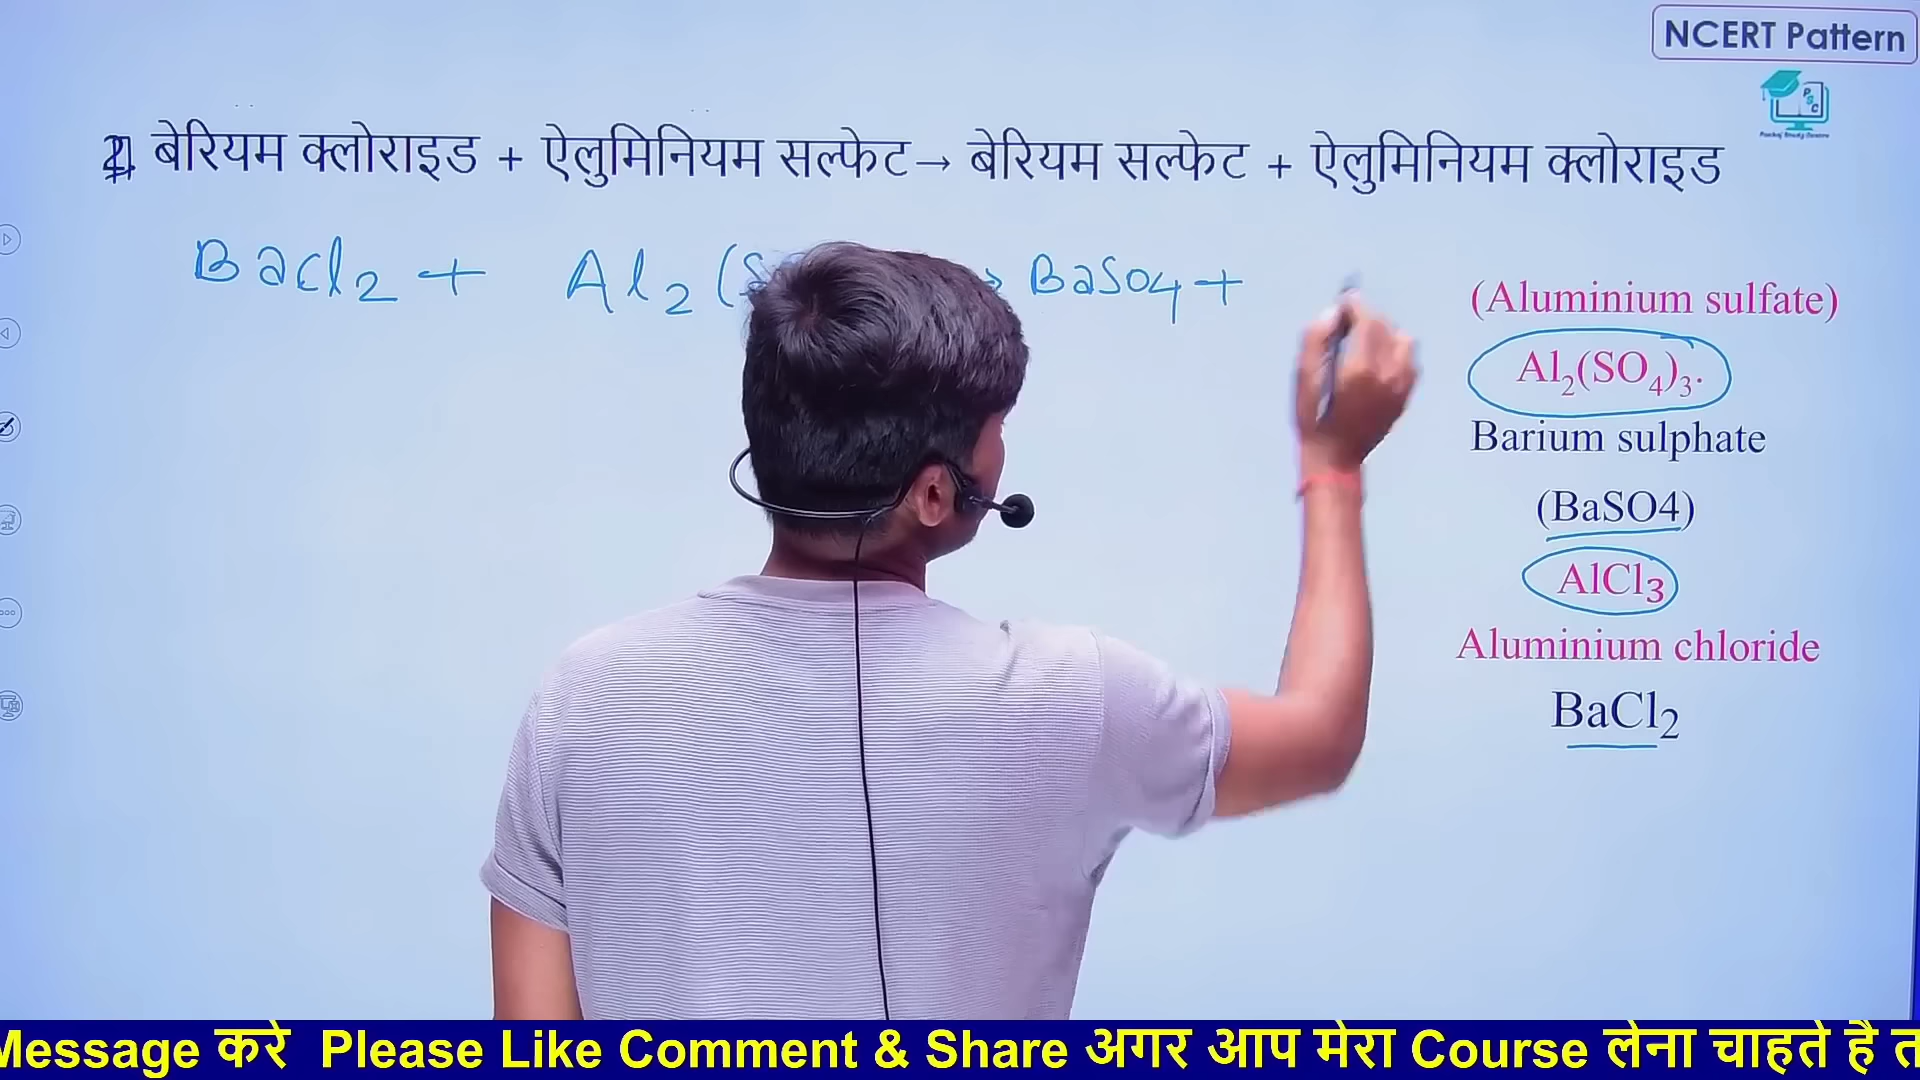 NCERT Pattern
बेरियम क्लोराइड + ऐलुमिनियम सल्फेट→ बेरियम सल्फेट + ऐलुमिनियम क्लोराइड
BaCl2 + Al2( BaSO4 +
(Aluminium sulfate)
Al₂(SO₄)₃.
Barium sulphate
(BaSO4)
AlCl3
Aluminium chloride
BaCl2
Message करे Please Like Comment & Share अगर आप मेरा Course लेना चाहते है